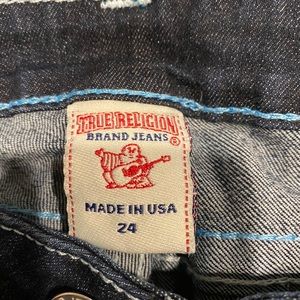 TRUE RELIGION
BRAND JEANS®
MADE IN USA
24